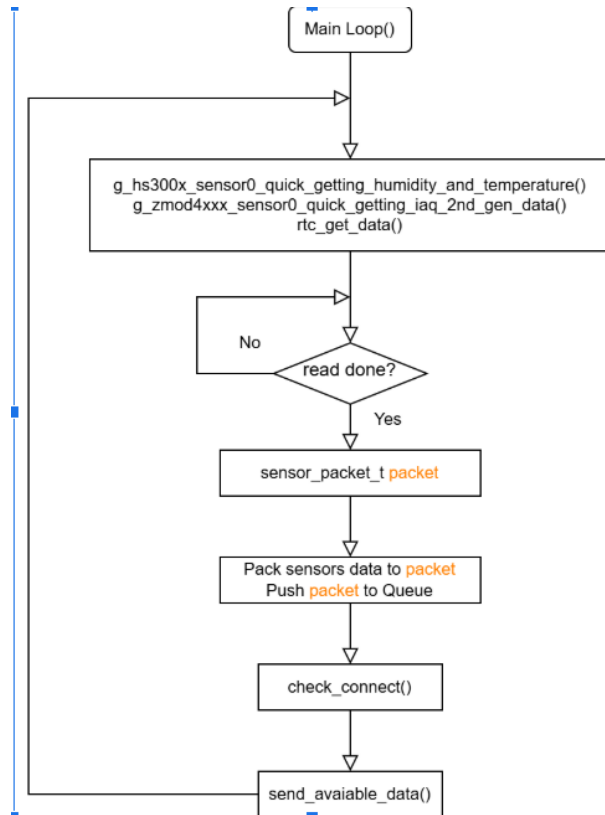 Main Loop()
g_hs300x_sensor0_quick_getting_humidity_and_temperature()
g_zmod4xxx_sensor0_quick_getting_iaq_2nd_gen_data()
rtc_get_data()
No
read done?
Yes
sensor_packet_t packet
Pack sensors data to packet
Push packet to Queue
check_connect()
send_avaiable_data()